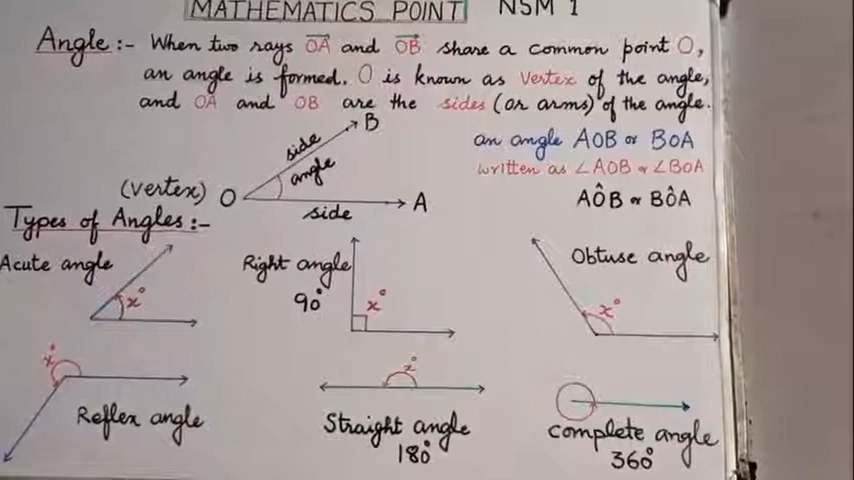 MATHEMATICS POINT NSM 1
Angle :- When two rays OA and OB share a common point O,
an angle is formed. O is known as Vertex of the angle,
and OA and OB are the sides (or arms) of the angle.
B
side
angle
(Vertex) O
side
A
an angle AOB or BOA
written as ∠AOB or ∠BOA
AÔB or BÔA
Types of Angles :-
Acute angle
x°
Right angle
90°
x°
Obtuse angle
x°
x°
Reflex angle
x°
Straight angle
180°
complete angle
360°